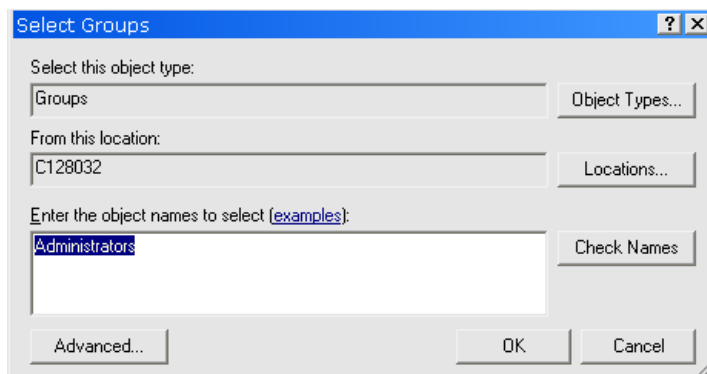 Select Groups
Select this object type:
Groups
Object Types...
From this location:
C128032
Locations...
Enter the object names to select (examples):
Administrators
Check Names
Advanced...
OK
Cancel